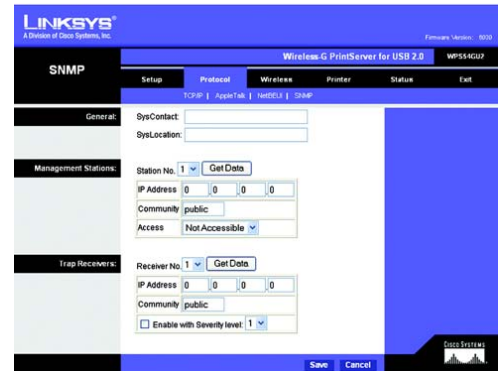 LINKSYS®
A Division of Cisco Systems, Inc.
Firmware Version: 6030
Wireless-G PrintServer for USB 2.0 WPS54GU2
SNMP
Setup Protocol Wireless Printer Status Exit
TCP/IP | AppleTalk | NetBEUI | SNMP
General:
SysContact:
SysLocation:
Management Stations:
Station No. 1 Get Data
IP Address 0 .0 .0 .0
Community public
Access Not Accessible
Trap Receivers:
Receiver No. 1 Get Data
IP Address 0 .0 .0 .0
Community public
Enable with Severity level: 1
Save Cancel
CISCO SYSTEMS